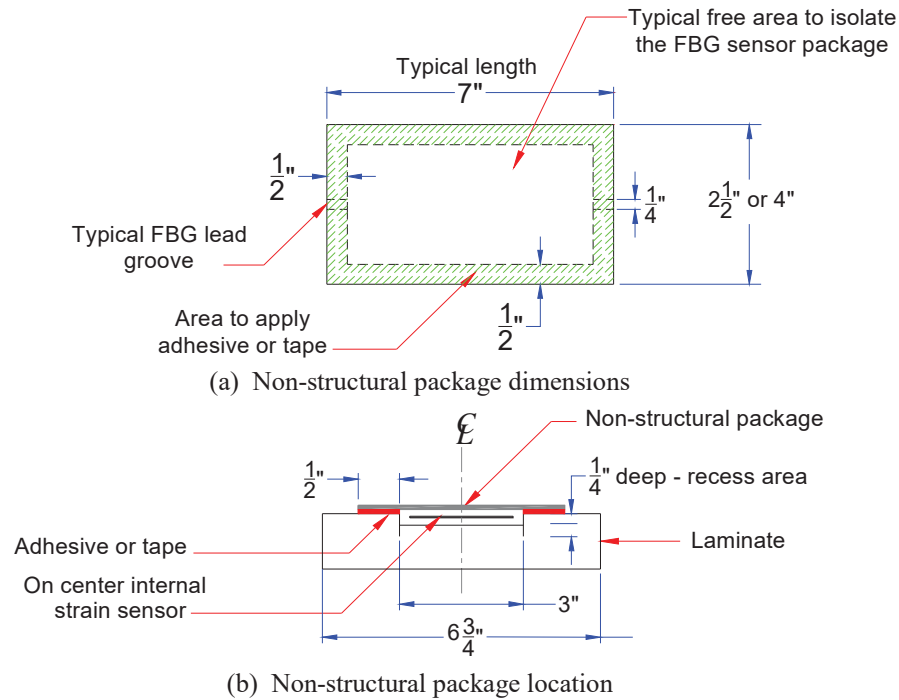 Typical free area to isolate
the FBG sensor package
Typical length
7"
1/2"
1/4"
2 1/2" or 4"
Typical FBG lead
groove
Area to apply
adhesive or tape
1/2"
(a) Non-structural package dimensions
℄
Non-structural package
1/2"
1/4" deep - recess area
Adhesive or tape
Laminate
On center internal
strain sensor
3"
6 3/4"
(b) Non-structural package location